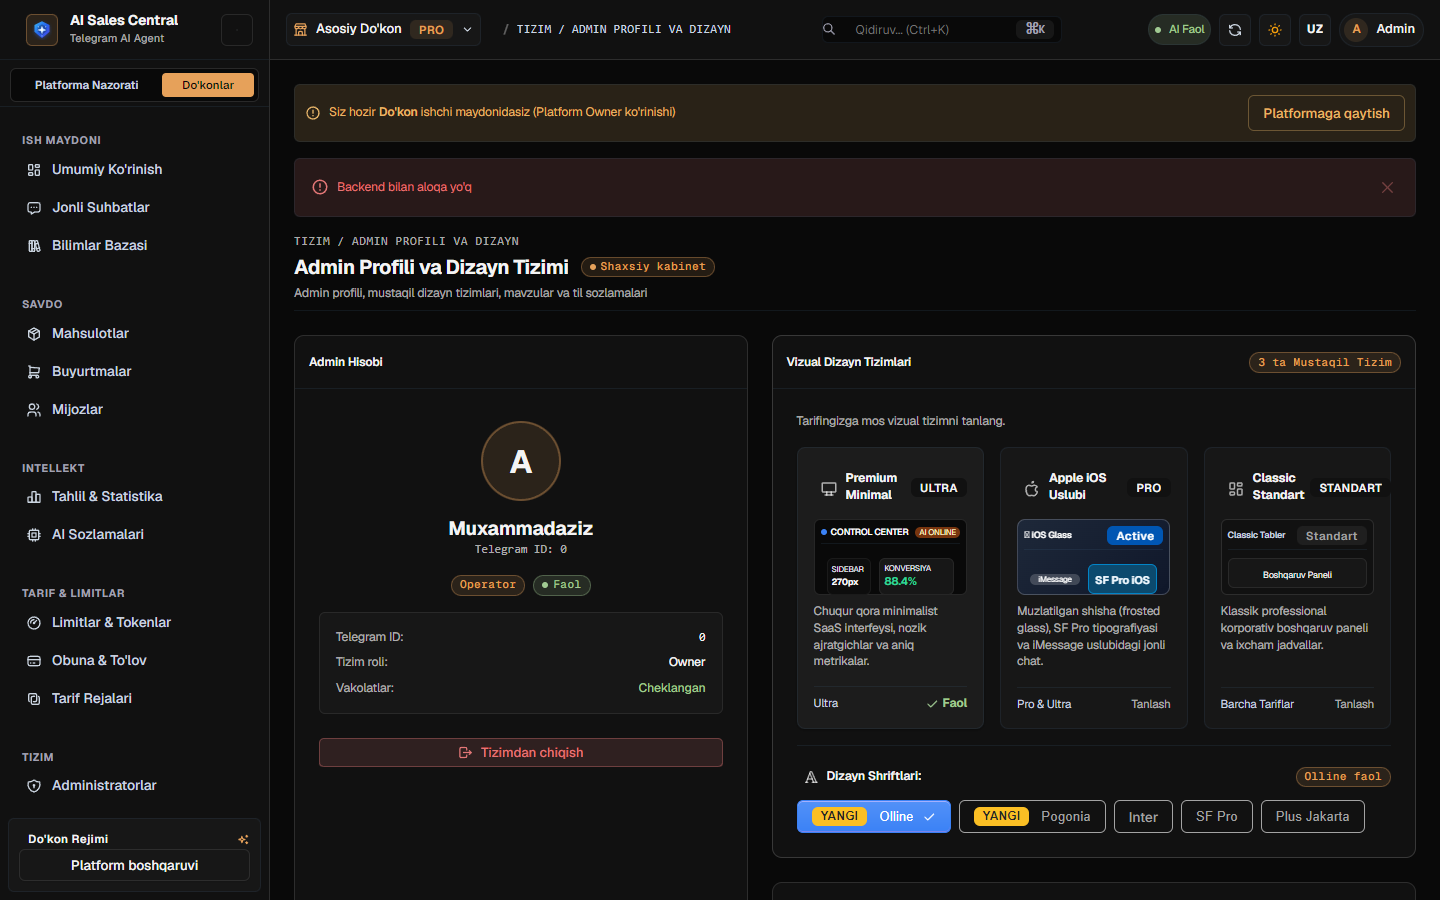 AI Sales Central
Telegram AI Agent
Platforma Nazorati
Do'konlar
ISH MAYDONI
Umumiy Ko'rinish
Jonli Suhbatlar
Bilimlar Bazasi
SAVDO
Mahsulotlar
Buyurtmalar
Mijozlar
INTELLEKT
Tahlil & Statistika
AI Sozlamalari
TARIF & LIMITLAR
Limitlar & Tokenlar
Obuna & To'lov
Tarif Rejalari
TIZIM
Administratorlar
Do'kon Rejimi
Platform boshqaruvi
Asosiy Do'kon PRO
/ TIZIM / ADMIN PROFILI VA DIZAYN
Qidiruv... (Ctrl+K) ⌘K
AI Faol
UZ
A Admin
Siz hozir Do'kon ishchi maydonidasiz (Platform Owner ko'rinishi)
Platformaga qaytish
Backend bilan aloqa yo'q
TIZIM / ADMIN PROFILI VA DIZAYN
Admin Profili va Dizayn Tizimi Shaxsiy kabinet
Admin profili, mustaqil dizayn tizimlari, mavzular va til sozlamalari
Admin Hisobi
A
Muxammadaziz
Telegram ID: 0
Operator Faol
Telegram ID: 0
Tizim roli: Owner
Vakolatlar: Cheklangan
Tizimdan chiqish
Vizual Dizayn Tizimlari 3 ta Mustaqil Tizim
Tarifingizga mos vizual tizimni tanlang.
Premium Minimal ULTRA
CONTROL CENTER AI ONLINE
SIDEBAR
270px
KONVERSIYA
88.4%
Chuqur qora minimalist
SaaS interfeysi, nozik
ajratgichlar va aniq
metrikalar.
Ultra Faol
Apple iOS Uslubi PRO
iOS Glass Active
iMessage SF Pro iOS
Muzlatilgan shisha (frosted
glass), SF Pro tipografiyasi
va iMessage uslubidagi jonli
chat.
Pro & Ultra Tanlash
Classic Standart STANDART
Classic Tabler Standart
Boshqaruv Paneli
Klassik professional
korporativ boshqaruv paneli
va ixcham jadvallar.
Barcha Tariflar Tanlash
Dizayn Shriftlari: Olline faol
YANGI Olline
YANGI Pogonia
Inter
SF Pro
Plus Jakarta